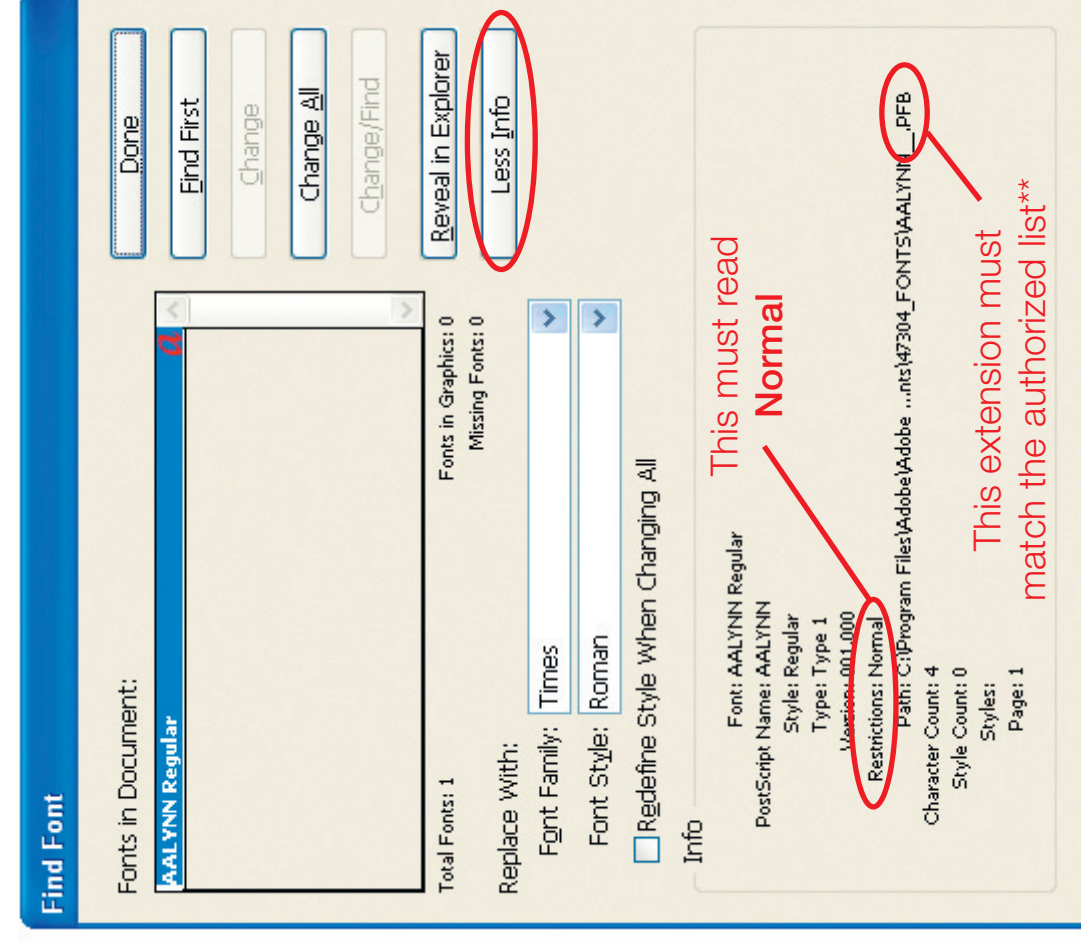 Find Font
Fonts in Document:
AALYNN Regular
a
Total Fonts: 1
Fonts in Graphics: 0
Missing Fonts: 0
Done
Find First
Change
Change All
Change/Find
Reveal in Explorer
Less Info
Replace With:
Font Family: Times
Font Style: Roman
Redefine Style When Changing All
Info
Font: AALYNN Regular
PostScript Name: AALYNN
Style: Regular
Type: Type 1
Version: 001.000
Restrictions: Normal
Path: C:\Program Files\Adobe\Adobe ...nts\47304_FONTS\AALYNN__.PFB
Character Count: 4
Style Count: 0
Styles:
Page: 1
This must read
Normal
This extension must
match the authorized list**